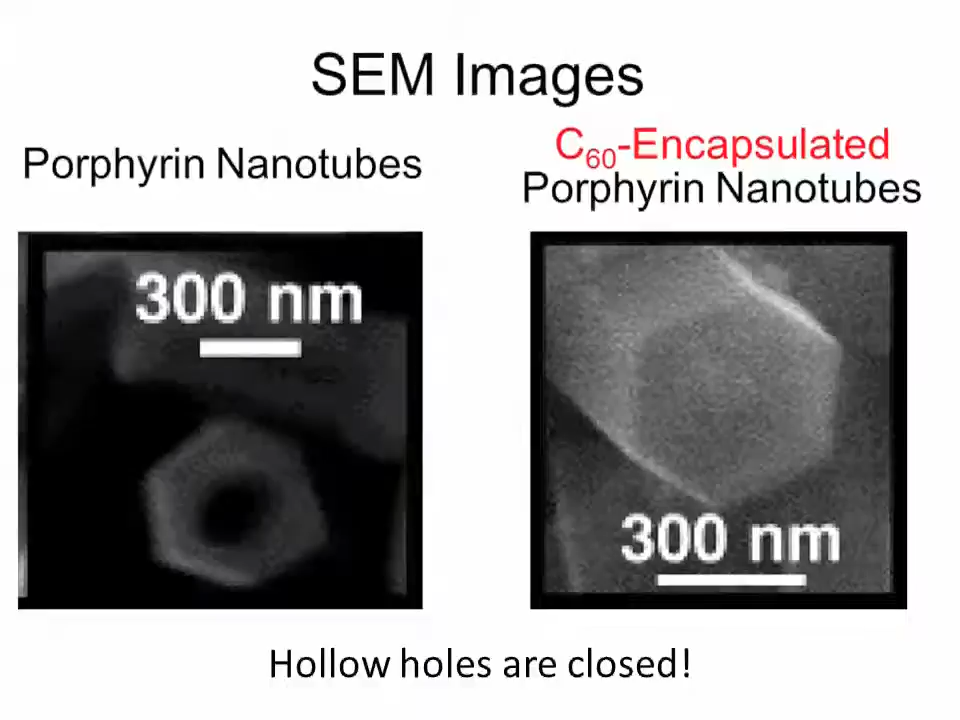 SEM Images
Porphyrin Nanotubes
C60-Encapsulated
Porphyrin Nanotubes
300 nm
300 nm
Hollow holes are closed!